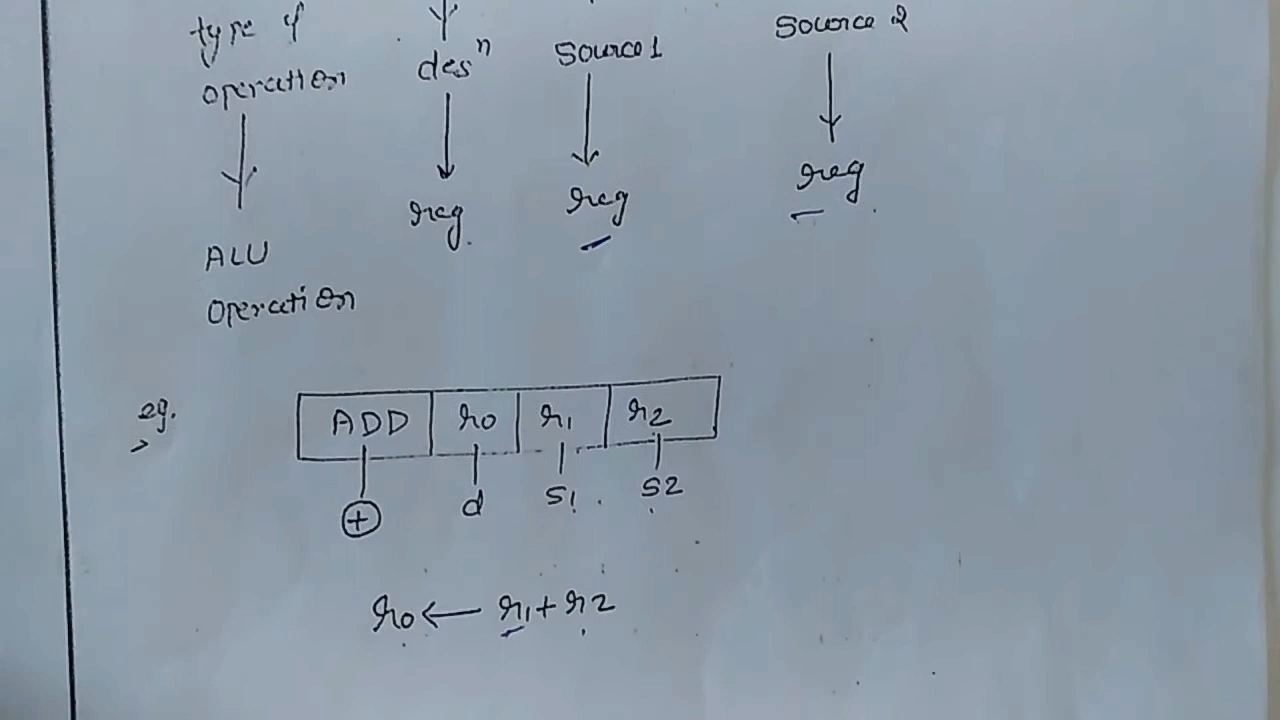 type of desⁿ source 1 source 2
operation
reg. reg reg.
ALU
operation
eg. ADD r0 r1 r2
+ d S1. S2
r0 ← r1 + r2